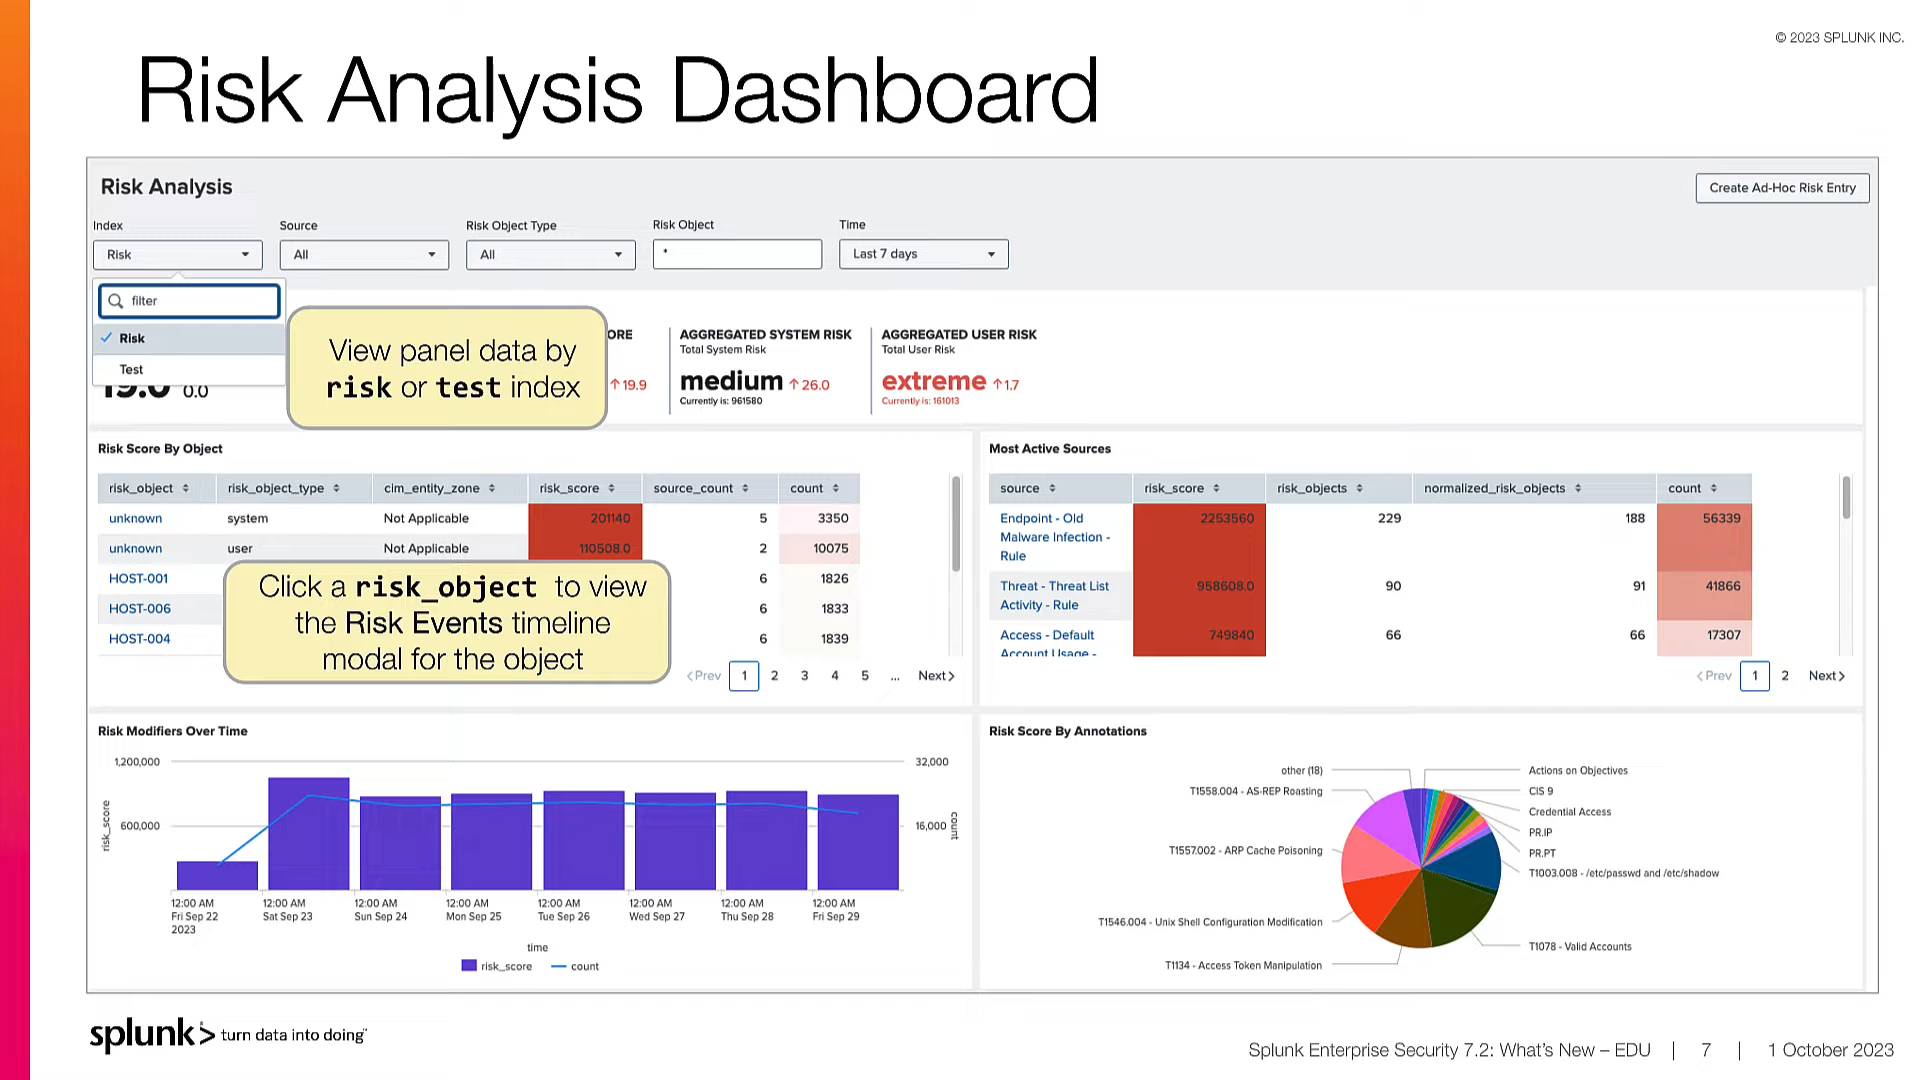 © 2023 SPLUNK INC.
Risk Analysis Dashboard
Risk Analysis
Create Ad-Hoc Risk Entry
Index
Source
Risk Object Type
Risk Object
Time
Risk
All
All
*
Last 7 days
filter
Risk
Test
View panel data by
risk or test index
19.0 0.0
ORE
↑19.9
AGGREGATED SYSTEM RISK
Total System Risk
medium ↑26.0
Currently is: 961580
AGGREGATED USER RISK
Total User Risk
extreme ↑1.7
Currently is: 161013
Risk Score By Object
risk_object risk_object_type cim_entity_zone risk_score source_count count
unknown system Not Applicable 201140 5 3350
unknown user Not Applicable 110508.0 2 10075
HOST-001 6 1826
HOST-006 6 1833
HOST-004 6 1839
Click a risk_object to view
the Risk Events timeline
modal for the object
<Prev 1 2 3 4 5 ... Next>
Most Active Sources
source risk_score risk_objects normalized_risk_objects count
Endpoint - Old 2253560 229 188 56339
Malware Infection -
Rule
Threat - Threat List 958608.0 90 91 41866
Activity - Rule
Access - Default 749840 66 66 17307
Account Usage -
<Prev 1 2 Next>
Risk Modifiers Over Time
1,200,000
600,000
risk_score
32,000
16,000
count
12:00 AM 12:00 AM 12:00 AM 12:00 AM 12:00 AM 12:00 AM 12:00 AM 12:00 AM
Fri Sep 22 Sat Sep 23 Sun Sep 24 Mon Sep 25 Tue Sep 26 Wed Sep 27 Thu Sep 28 Fri Sep 29
2023
time
risk_score count
Risk Score By Annotations
other (18)
T1558.004 - AS-REP Roasting
T1557.002 - ARP Cache Poisoning
T1546.004 - Unix Shell Configuration Modification
T1134 - Access Token Manipulation
Actions on Objectives
CIS 9
Credential Access
PR.IP
PR.PT
T1003.008 - /etc/passwd and /etc/shadow
T1078 - Valid Accounts
splunk> turn data into doing™
Splunk Enterprise Security 7.2: What's New – EDU | 7 | 1 October 2023